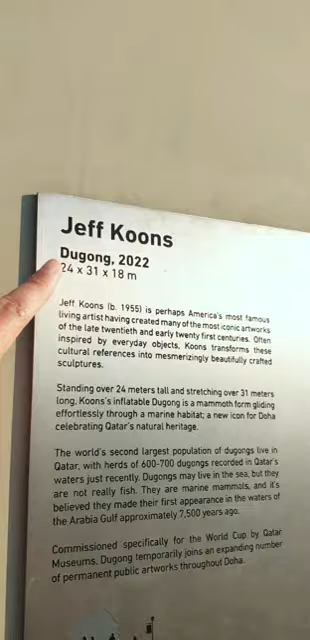 Jeff Koons
Dugong, 2022
24 x 31 x 18 m
Jeff Koons (b. 1955) is perhaps America's most famous
living artist having created many of the most iconic artworks
of the late twentieth and early twenty first centuries. Often
inspired by everyday objects, Koons transforms these
cultural references into mesmerizingly beautifully crafted
sculptures.
Standing over 24 meters tall and stretching over 31 meters
long, Koons's inflatable Dugong is a mammoth form gliding
effortlessly through a marine habitat; a new icon for Doha
celebrating Qatar's natural heritage.
The world's second largest population of dugongs live in
Qatar, with herds of 600-700 dugongs recorded in Qatar's
waters just recently. Dugongs may live in the sea, but they
are not really fish. They are marine mammals, and it's
believed they made their first appearance in the waters of
the Arabia Gulf approximately 7,500 years ago.
Commissioned specifically for the World Cup by Qatar
Museums, Dugong temporarily joins an expanding number
of permanent public artworks throughout Doha.